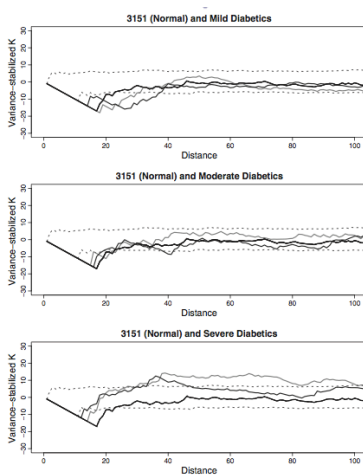 3151 (Normal) and Mild Diabetics
Variance−stabilized K
30
20
10
0
−10
−20
−30
0 20 40 60 80 100
Distance
3151 (Normal) and Moderate Diabetics
Variance−stabilized K
30
20
10
0
−10
−20
−30
0 20 40 60 80 100
Distance
3151 (Normal) and Severe Diabetics
Variance−stabilized K
30
20
10
0
−10
−20
−30
0 20 40 60 80 100
Distance